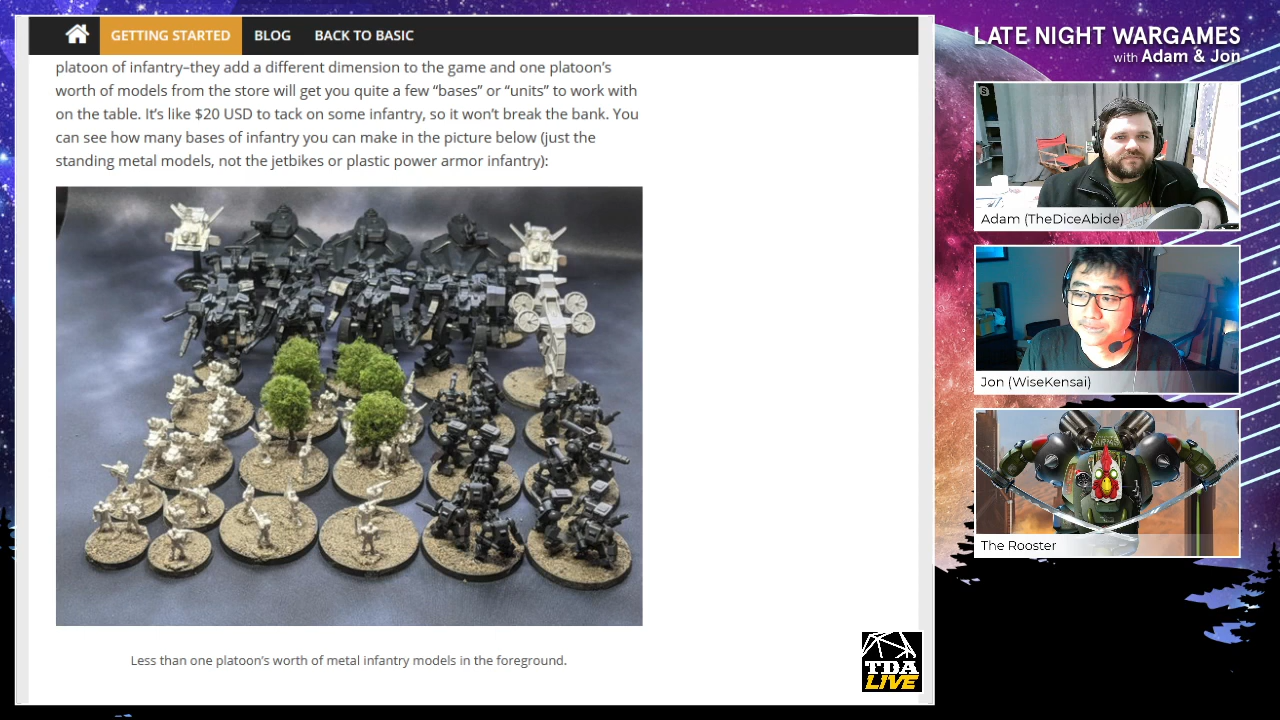 GETTING STARTED BLOG BACK TO BASIC
platoon of infantry–they add a different dimension to the game and one platoon’s
worth of models from the store will get you quite a few “bases” or “units” to work with
on the table. It’s like $20 USD to tack on some infantry, so it won’t break the bank. You
can see how many bases of infantry you can make in the picture below (just the
standing metal models, not the jetbikes or plastic power armor infantry):
Less than one platoon’s worth of metal infantry models in the foreground.
TDA
LIVE
LATE NIGHT WARGAMES
with Adam & Jon
Adam (TheDiceAbide)
Jon (WiseKensai)
The Rooster